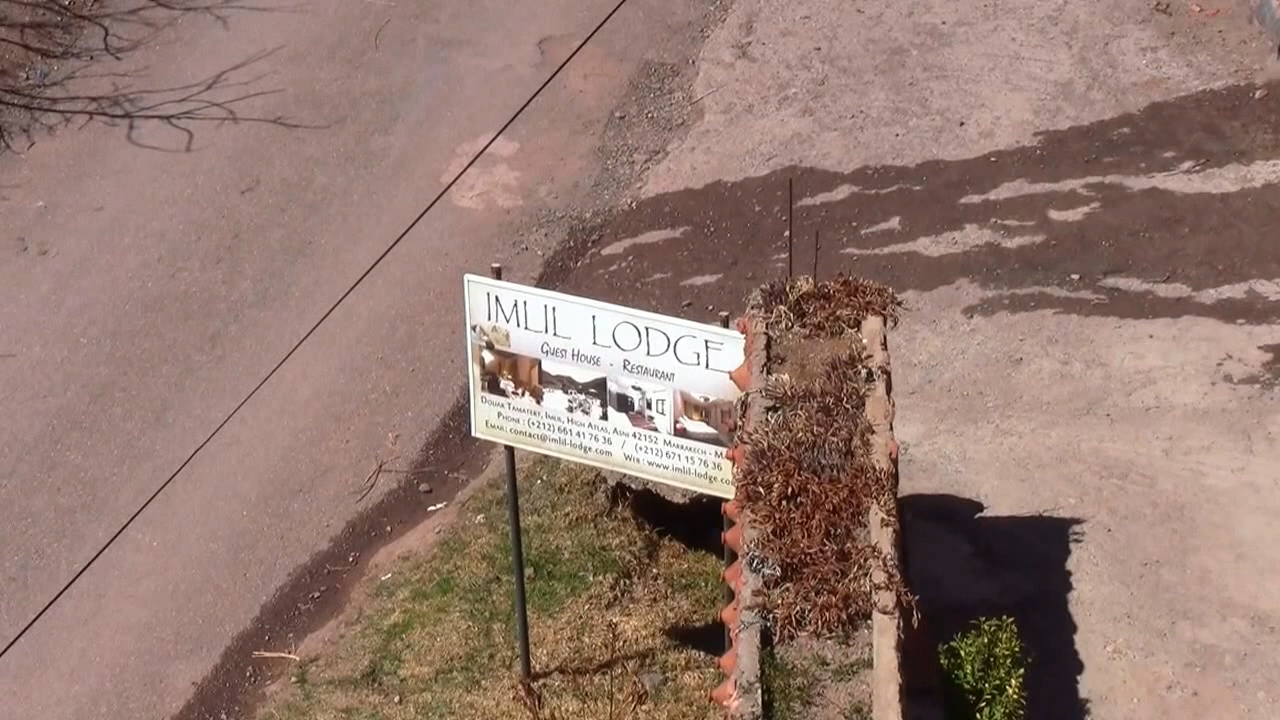 IMLIL LODGE
GUEST HOUSE - RESTAURANT
DOUAR TAMATERT, IMLIL, HIGH ATLAS, ASNI 42152 MARRAKECH -
PHONE : (+212) 661 41 76 36 / (+212) 671 15 76 36
EMAIL: contact@imlil-lodge.com WEB : www.imlil-lodge.co